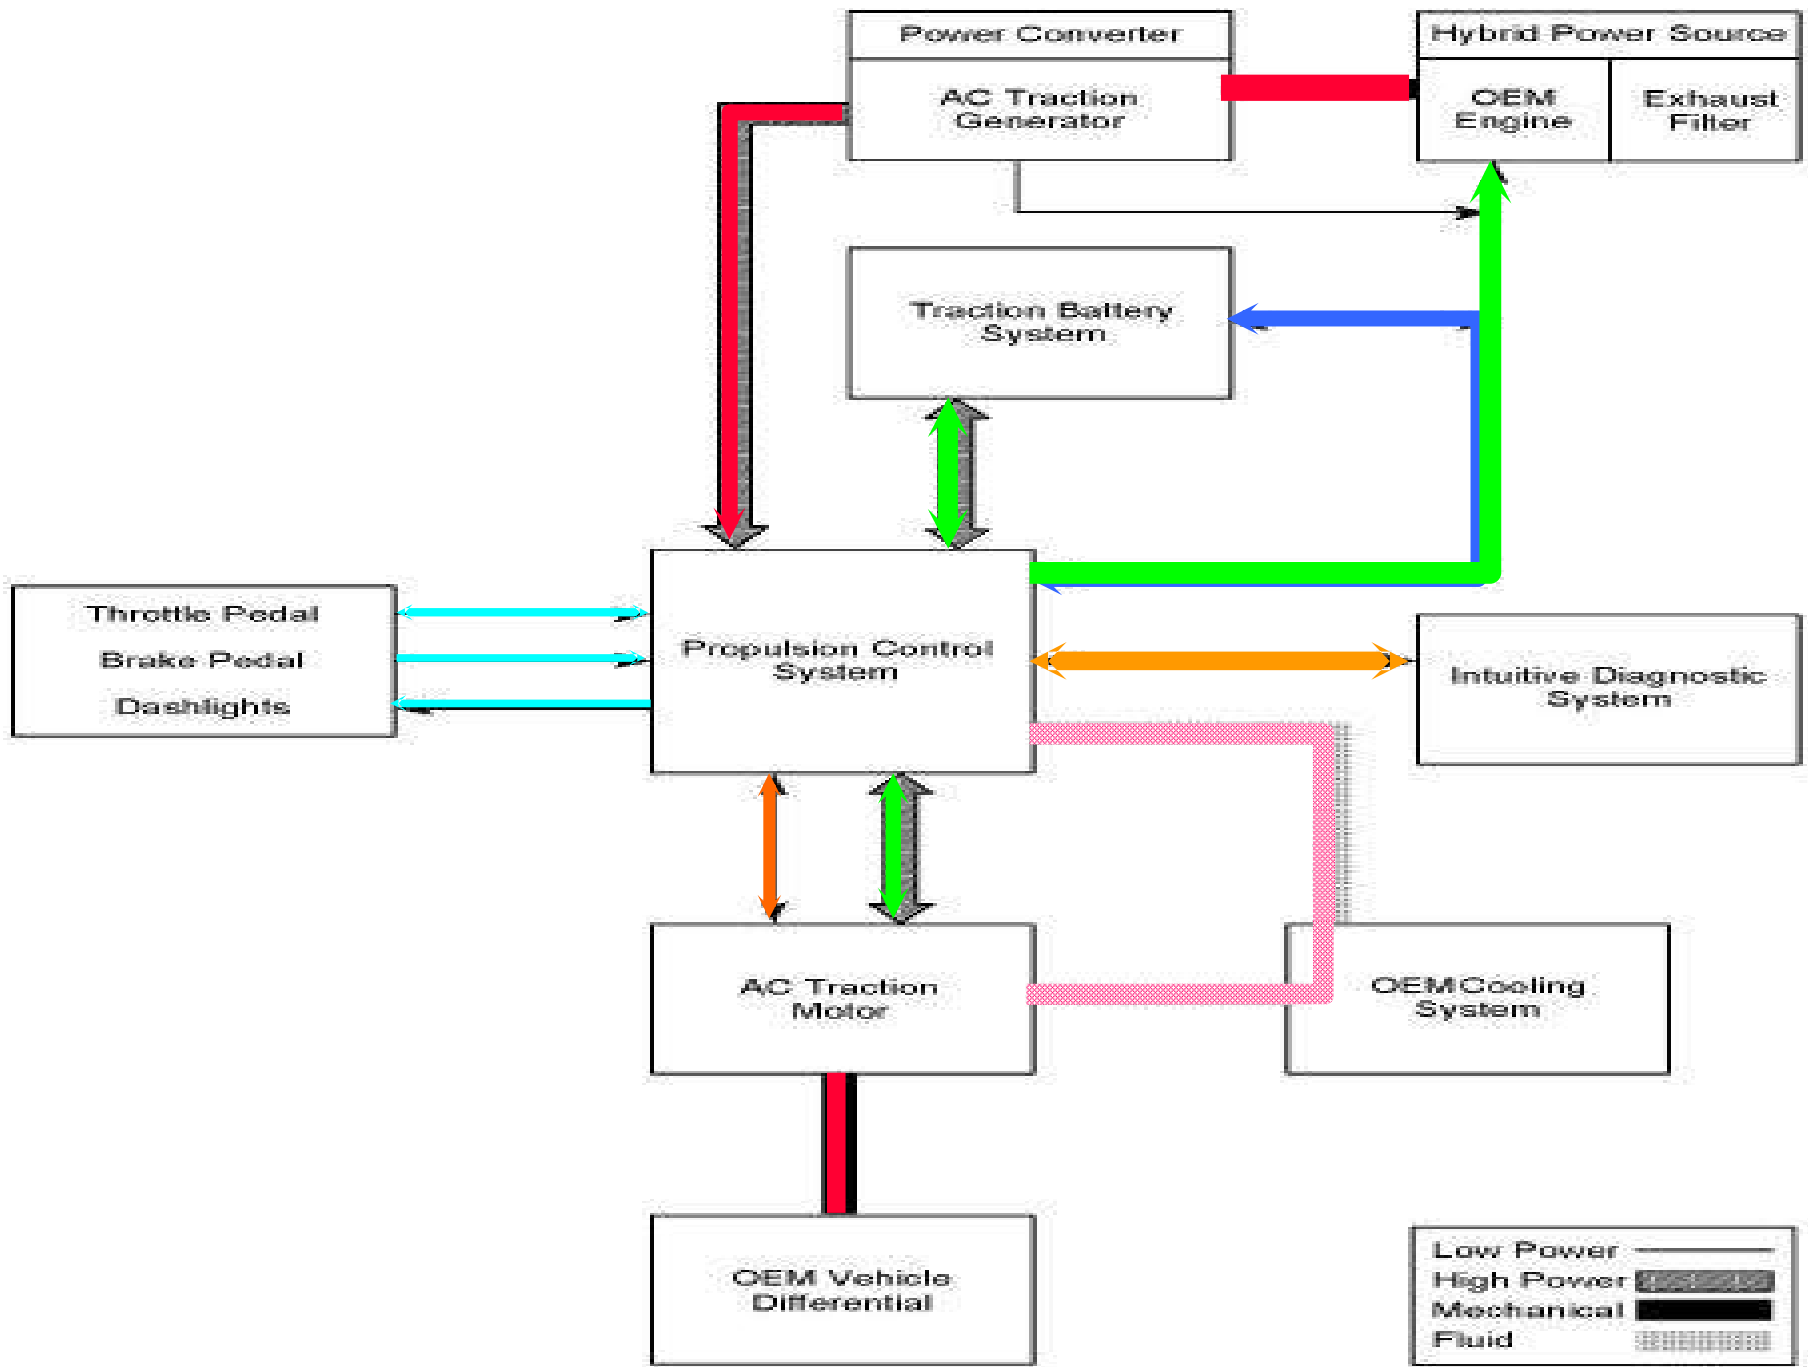 Power Converter
AC Traction
Generator
Hybrid Power Source
OEM
Engine
Exhaust
Filter
Traction Battery
System
Throttle Pedal
Brake Pedal
Dashlights
Propulsion Control
System
Intuitive Diagnostic
System
AC Traction
Motor
OEMCooling
System
OEM Vehicle
Differential
Low Power
High Power
Mechanical
Fluid